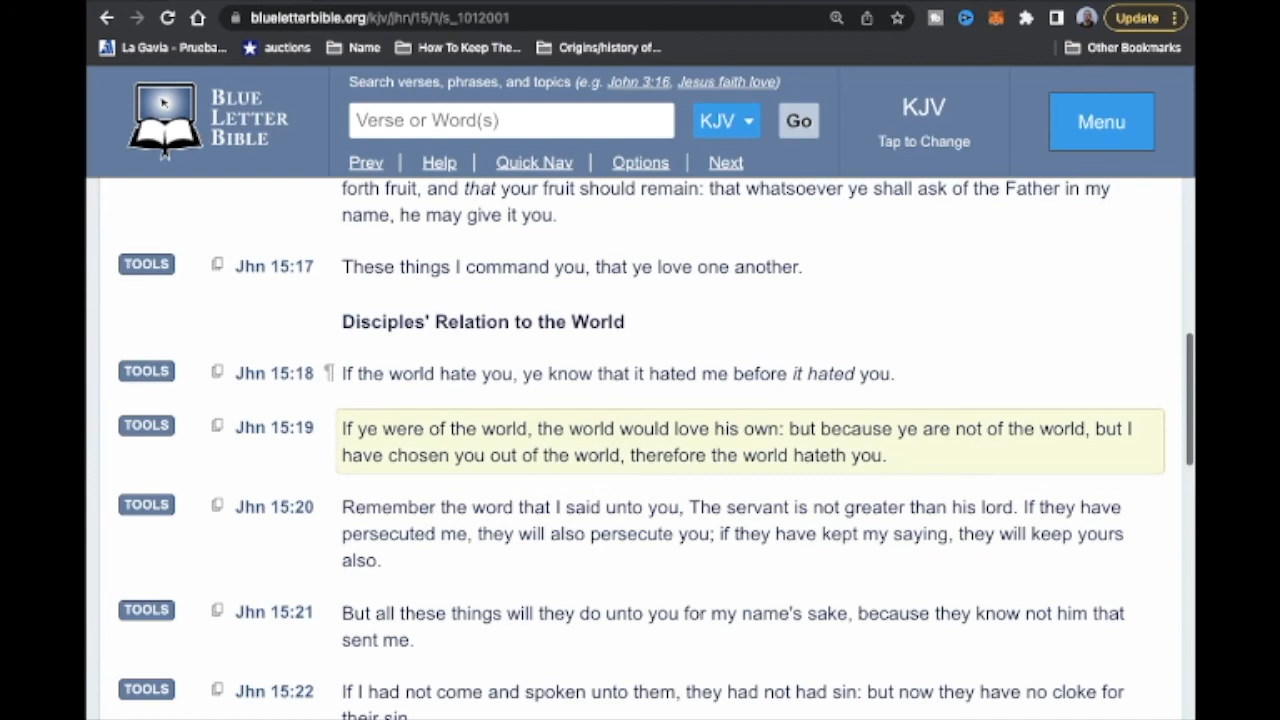 blueletterbible.org/kjv/jhn/15/1/s_1012001
Update
La Gavia - Prueba...
auctions
Name
How To Keep The...
Origins/history of...
Other Bookmarks
BLUE
LETTER
BIBLE
Search verses, phrases, and topics (e.g. John 3:16, Jesus faith love)
Verse or Word(s)
KJV
Go
Prev | Help | Quick Nav | Options | Next
KJV
Tap to Change
Menu
forth fruit, and that your fruit should remain: that whatsoever ye shall ask of the Father in my
name, he may give it you.
TOOLS Jhn 15:17 These things I command you, that ye love one another.
Disciples' Relation to the World
TOOLS Jhn 15:18 ¶ If the world hate you, ye know that it hated me before it hated you.
TOOLS Jhn 15:19 If ye were of the world, the world would love his own: but because ye are not of the world, but I
have chosen you out of the world, therefore the world hateth you.
TOOLS Jhn 15:20 Remember the word that I said unto you, The servant is not greater than his lord. If they have
persecuted me, they will also persecute you; if they have kept my saying, they will keep yours
also.
TOOLS Jhn 15:21 But all these things will they do unto you for my name's sake, because they know not him that
sent me.
TOOLS Jhn 15:22 If I had not come and spoken unto them, they had not had sin: but now they have no cloke for
their sin.